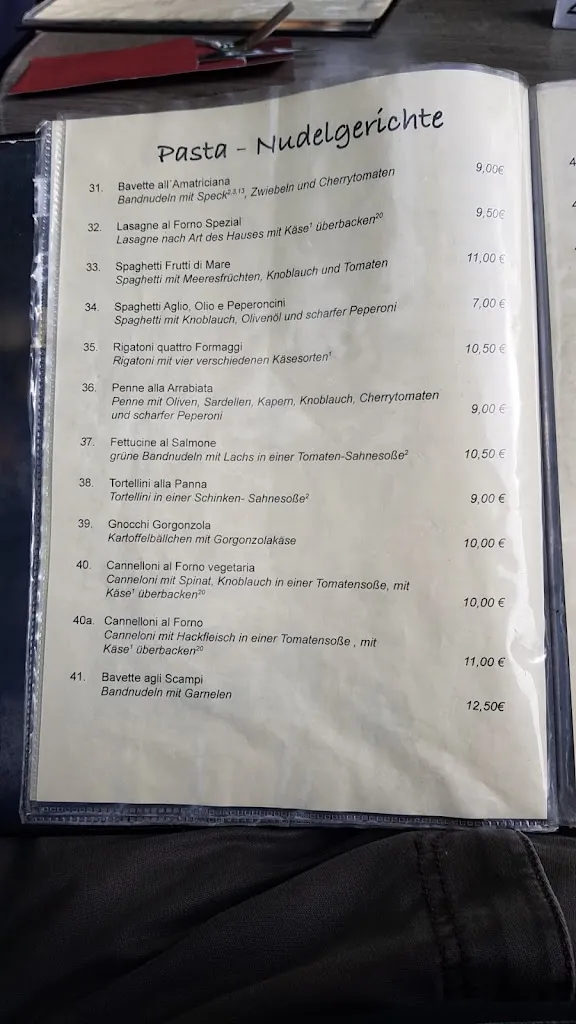 Pasta - Nudelgerichte
31. Bavette all´Amatriciana 9,00€
Bandnudeln mit Speck2,3,13, Zwiebeln und Cherrytomaten
32. Lasagne al Forno Spezial 9,50€
Lasagne nach Art des Hauses mit Käse1 überbacken20
33. Spaghetti Frutti di Mare 11,00 €
Spaghetti mit Meeresfrüchten, Knoblauch und Tomaten
34. Spaghetti Aglio, Olio e Peperoncini 7,00 €
Spaghetti mit Knoblauch, Olivenöl und scharfer Peperoni
35. Rigatoni quattro Formaggi 10,50 €
Rigatoni mit vier verschiedenen Käsesorten1
36. Penne alla Arrabiata
Penne mit Oliven, Sardellen, Kapern, Knoblauch, Cherrytomaten
und scharfer Peperoni 9,00 €
37. Fettucine al Salmone
grüne Bandnudeln mit Lachs in einer Tomaten-Sahnesoße2 10,50 €
38. Tortellini alla Panna
Tortellini in einer Schinken- Sahnesoße2 9,00 €
39. Gnocchi Gorgonzola
Kartoffelbällchen mit Gorgonzolakäse 10,00 €
40. Cannelloni al Forno vegetaria
Canneloni mit Spinat, Knoblauch in einer Tomatensoße, mit
Käse1 überbacken20 10,00 €
40a. Cannelloni al Forno
Canneloni mit Hackfleisch in einer Tomatensoße , mit
Käse1 überbacken20 11,00 €
41. Bavette agli Scampi
Bandnudeln mit Garnelen 12,50€